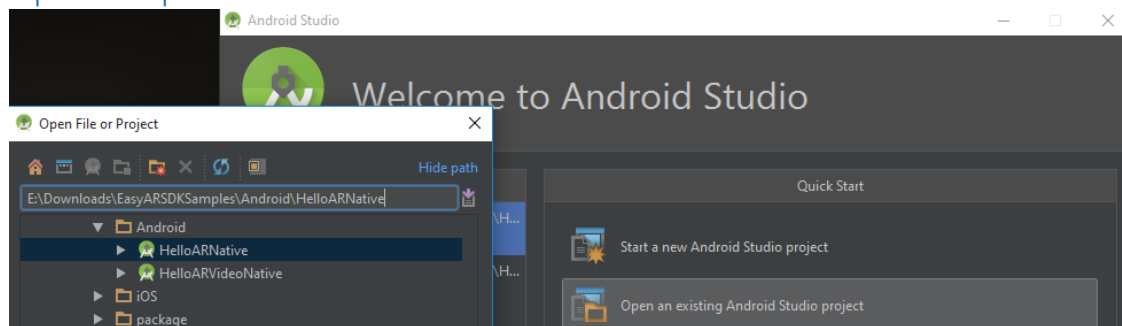 Android Studio
Welcome to Android Studio
Open File or Project
Hide path
E:\Downloads\EasyARSDKSamples\Android\HelloARNative
Android
HelloARNative
HelloARVideoNative
iOS
package
\H...
\H...
Quick Start
Start a new Android Studio project
Open an existing Android Studio project